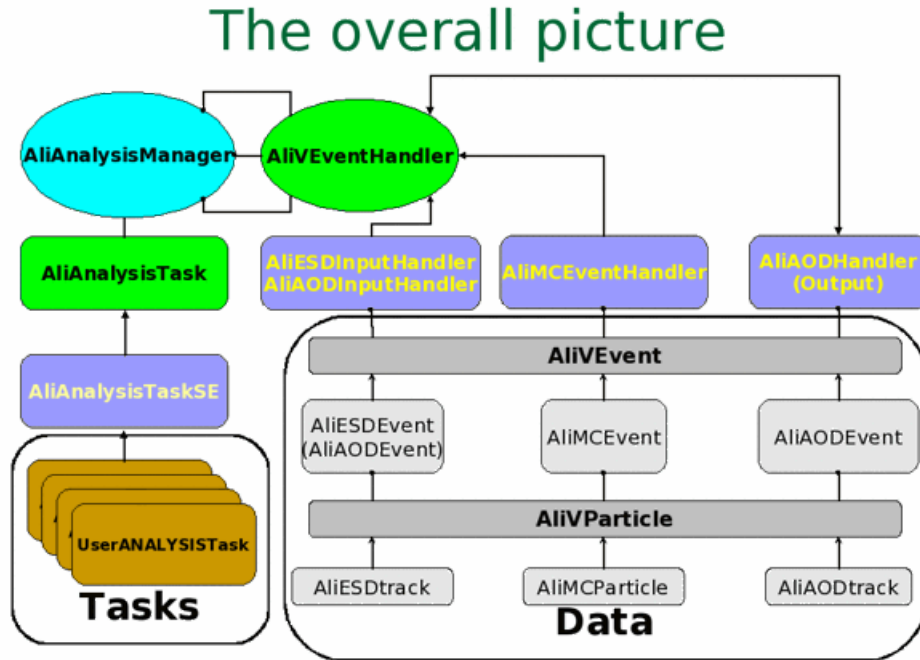 The overall picture
AliAnalysisManager
AliVEventHandler
AliAnalysisTask
AliESDInputHandler
AliAODInputHandler
AliMCEventHandler
AliAODHandler
(Output)
AliVEvent
AliAnalysisTaskSE
AliESDEvent
(AliAODEvent)
AliMCEvent
AliAODEvent
AliVParticle
UserANALYSISTask
AliESDtrack
AliMCParticle
AliAODtrack
Tasks
Data